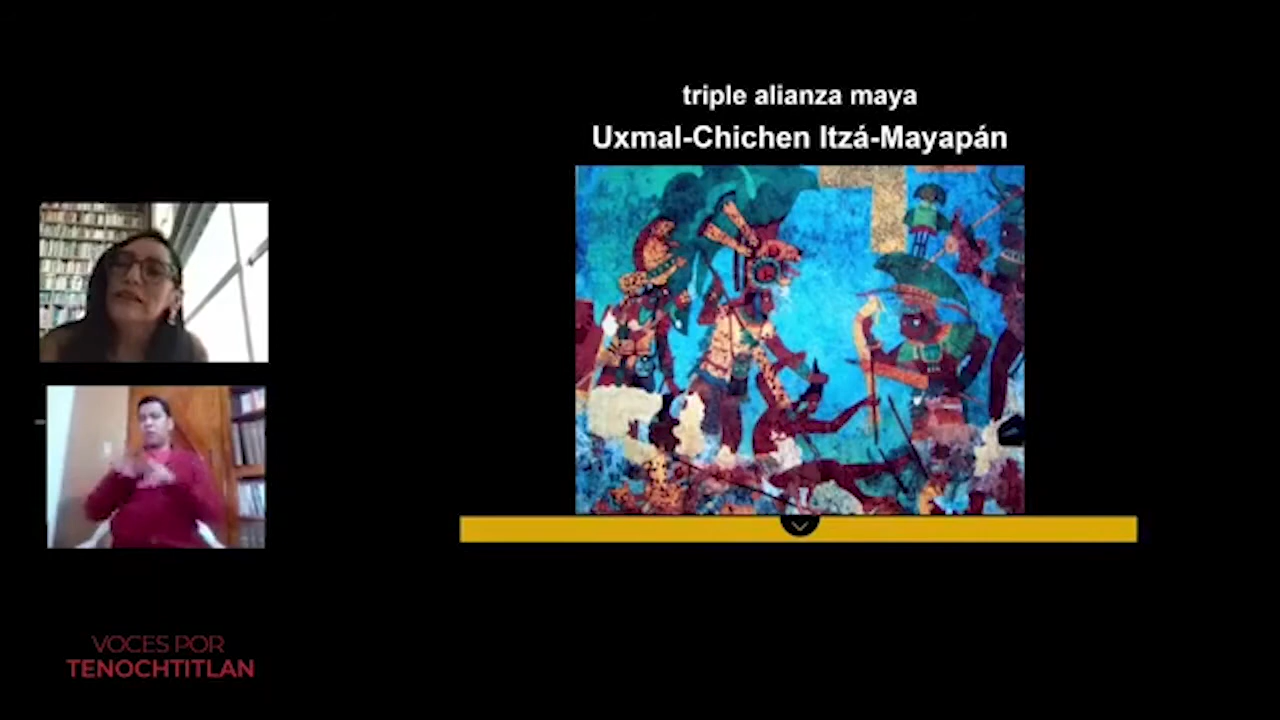 triple alianza maya
Uxmal-Chichen Itzá-Mayapán
VOCES POR
TENOCHTITLAN